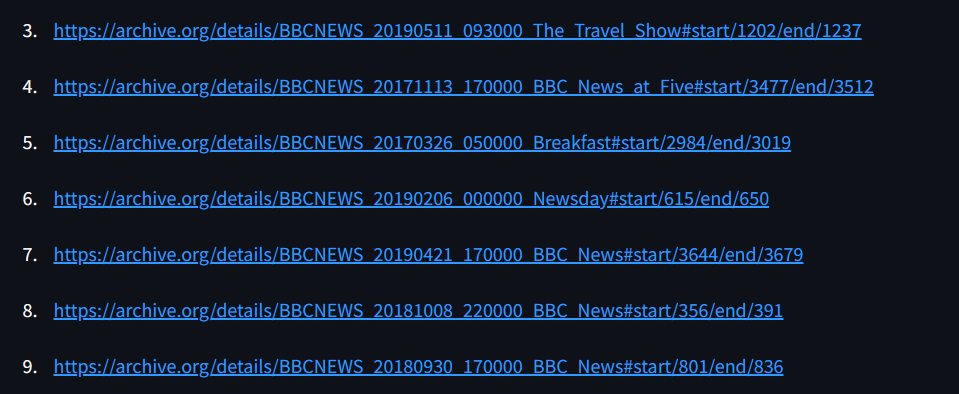 3. https://archive.org/details/BBCNEWS_20190511_093000_The_Travel_Show#start/1202/end/1237
4. https://archive.org/details/BBCNEWS_20171113_170000_BBC_News_at_Five#start/3477/end/3512
5. https://archive.org/details/BBCNEWS_20170326_050000_Breakfast#start/2984/end/3019
6. https://archive.org/details/BBCNEWS_20190206_000000_Newsday#start/615/end/650
7. https://archive.org/details/BBCNEWS_20190421_170000_BBC_News#start/3644/end/3679
8. https://archive.org/details/BBCNEWS_20181008_220000_BBC_News#start/356/end/391
9. https://archive.org/details/BBCNEWS_20180930_170000_BBC_News#start/801/end/836